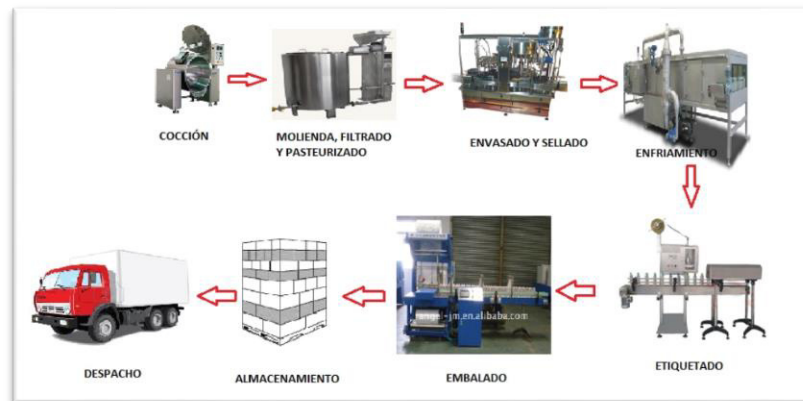 COCCIÓN
MOLIENDA, FILTRADO
Y PASTEURIZADO
ENVASADO Y SELLADO
ENFRIAMIENTO
ETIQUETADO
EMBALADO
ALMACENAMIENTO
DESPACHO